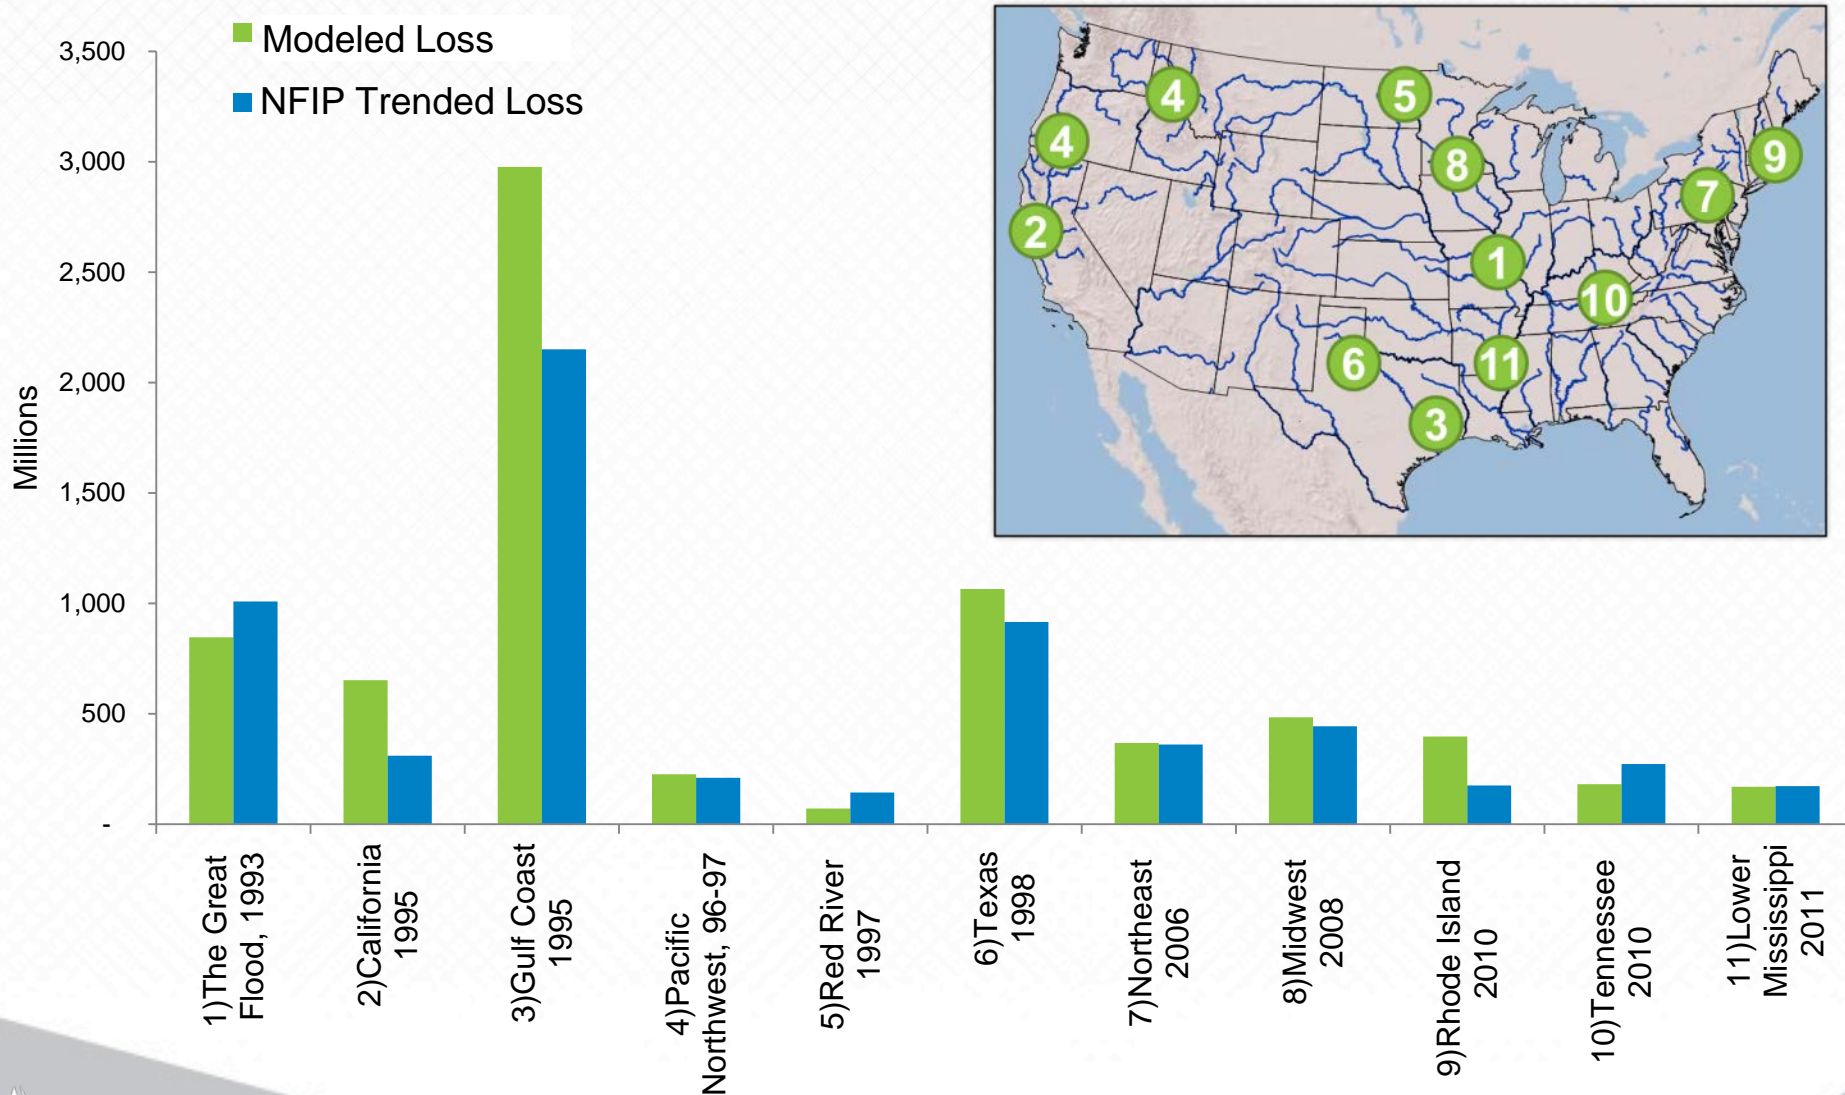 Modeled Loss
NFIP Trended Loss
Millions
3,500
3,000
2,500
2,000
1,500
1,000
500
-
1)The Great
Flood, 1993
2)California
1995
3)Gulf Coast
1995
4)Pacific
Northwest, 96-97
5)Red River
1997
6)Texas
1998
7)Northeast
2006
8)Midwest
2008
9)Rhode Island
2010
10)Tennessee
2010
11)Lower
Mississippi
2011
4
5
4
8
9
7
2
1
10
6
11
3